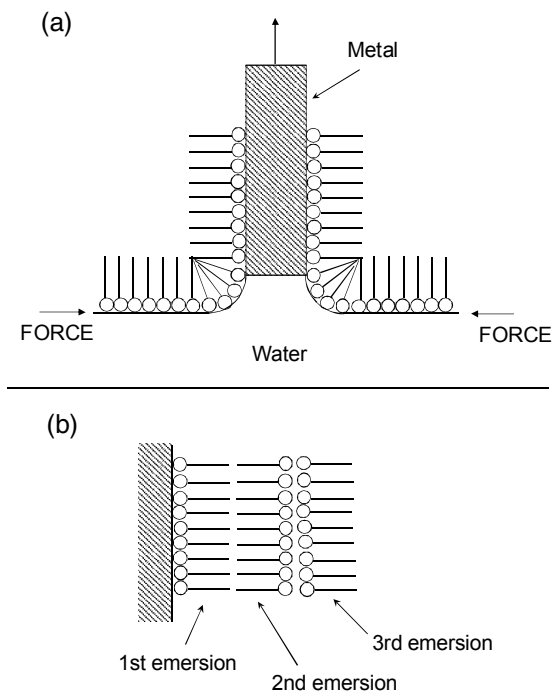 (a)
Metal
FORCE
FORCE
Water
(b)
1st emersion
2nd emersion
3rd emersion